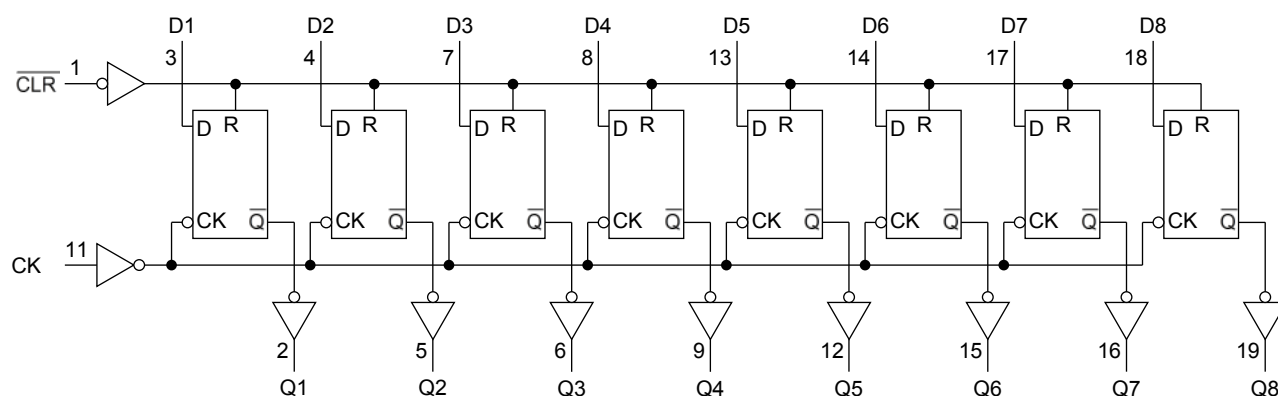 D1 D2 D3 D4 D5 D6 D7 D8
3 4 7 8 13 14 17 18
1
C̅L̅R̅
D R D R D R D R D R D R D R D R
CK Q̅ CK Q̅ CK Q̅ CK Q̅ CK Q̅ CK Q̅ CK Q̅ CK Q̅
11
CK
2 5 6 9 12 15 16 19
Q1 Q2 Q3 Q4 Q5 Q6 Q7 Q8